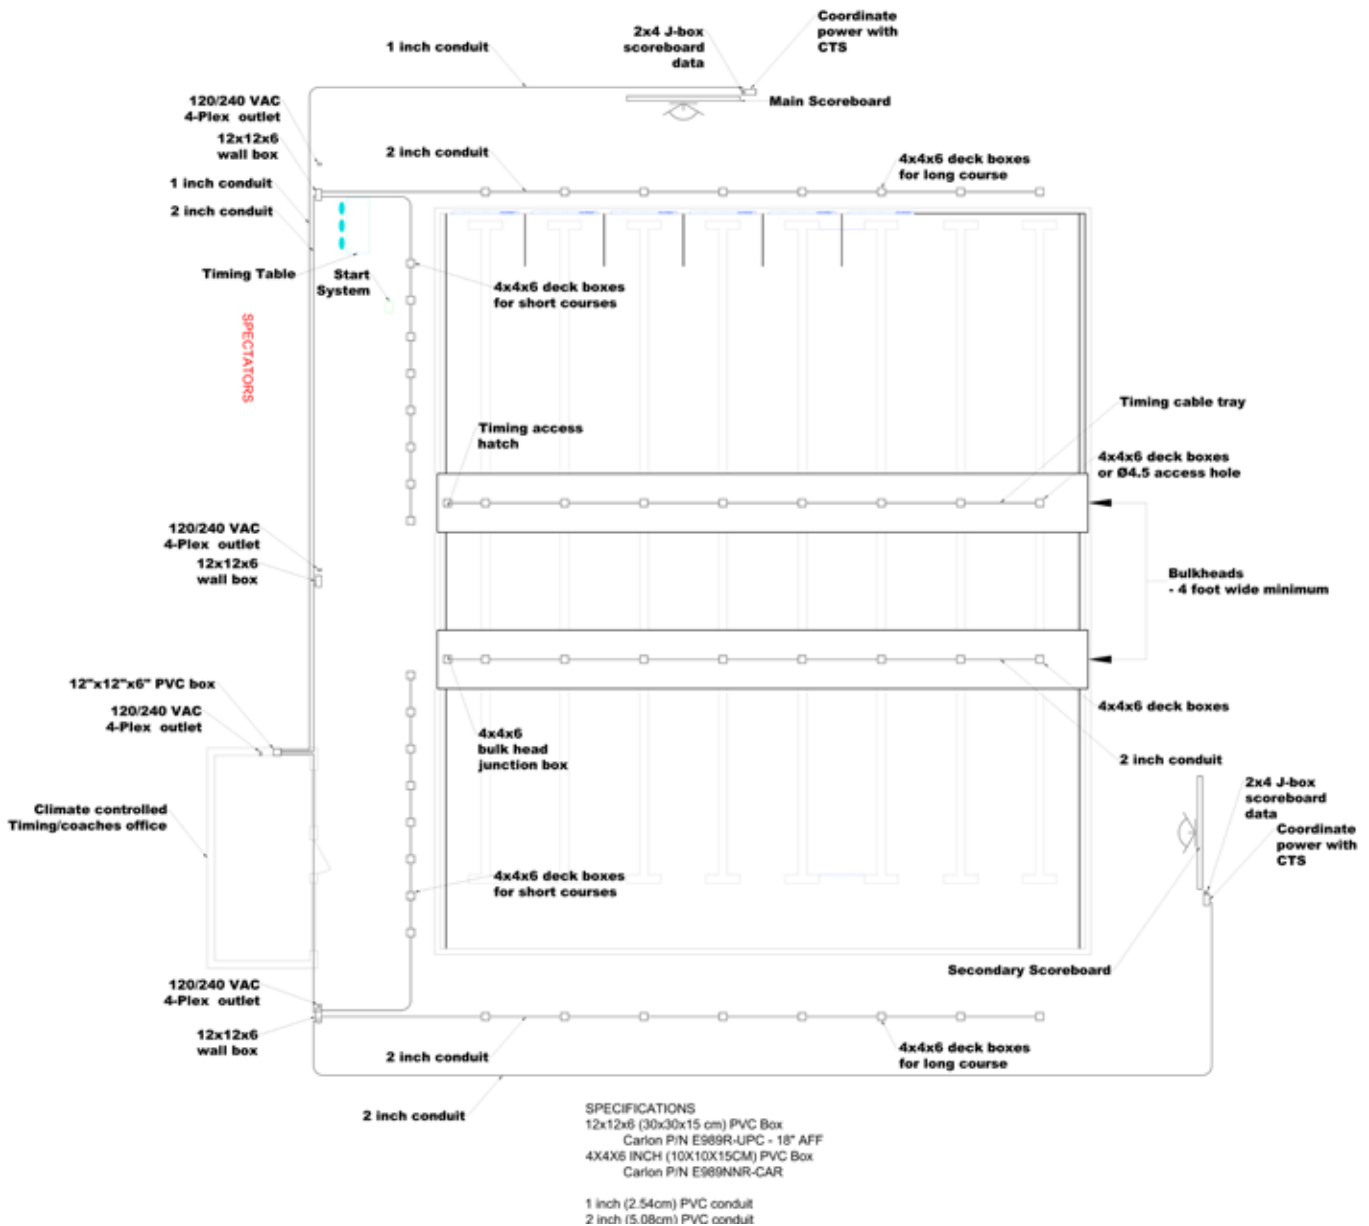 Coordinate
power with
CTS
2x4 J-box
scoreboard
data
1 inch conduit
Main Scoreboard
120/240 VAC
4-Plex outlet
12x12x6
wall box
2 inch conduit
4x4x6 deck boxes
for long course
1 inch conduit
2 inch conduit
Timing Table
Start
System
4x4x6 deck boxes
for short courses
SPECTATORS
Timing access
hatch
Timing cable tray
4x4x6 deck boxes
or Ø4.5 access hole
120/240 VAC
4-Plex outlet
12x12x6
wall box
Bulkheads
- 4 foot wide minimum
12"x12"x6" PVC box
120/240 VAC
4-Plex outlet
4x4x6
bulk head
junction box
4x4x6 deck boxes
2 inch conduit
2x4 J-box
scoreboard
data
Coordinate
power with
CTS
Climate controlled
Timing/coaches office
4x4x6 deck boxes
for short courses
Secondary Scoreboard
120/240 VAC
4-Plex outlet
12x12x6
wall box
2 inch conduit
4x4x6 deck boxes
for long course
2 inch conduit
SPECIFICATIONS
12x12x6 (30x30x15 cm) PVC Box
Carlon P/N E989R-UPC - 18" AFF
4X4X6 INCH (10X10X15CM) PVC Box
Carlon P/N E989NNR-CAR
1 inch (2.54cm) PVC conduit
2 inch (5.08cm) PVC conduit